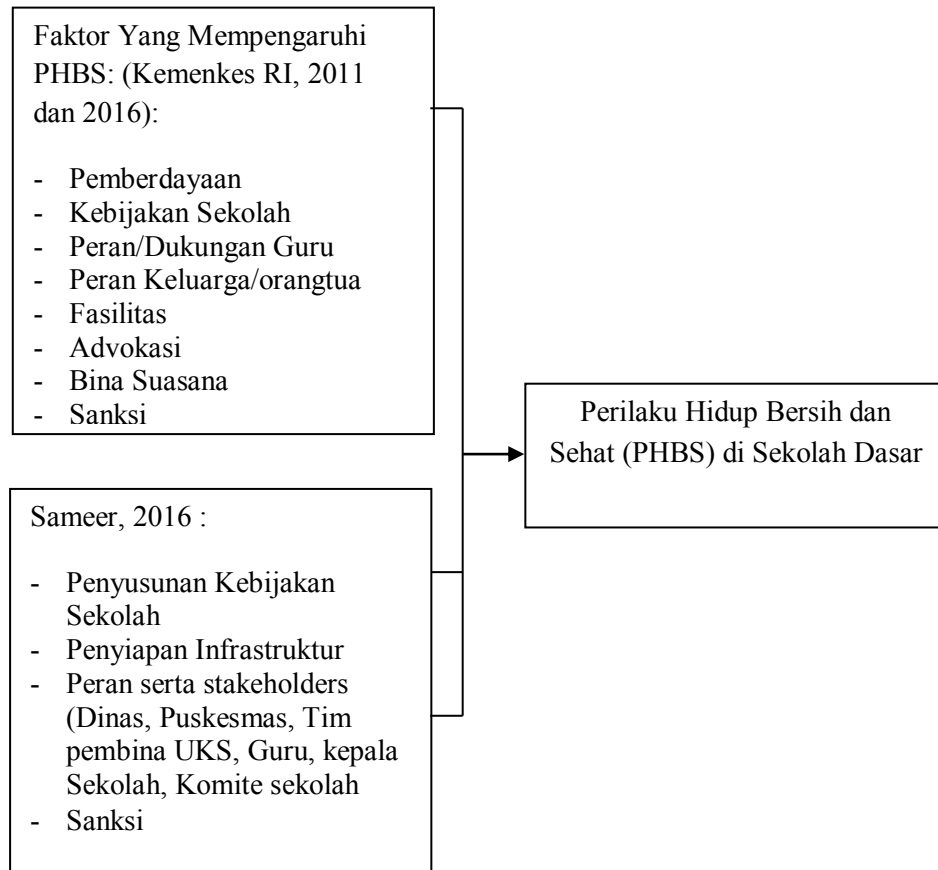 Faktor Yang Mempengaruhi
PHBS: (Kemenkes RI, 2011
dan 2016):
- Pemberdayaan
- Kebijakan Sekolah
- Peran/Dukungan Guru
- Peran Keluarga/orangtua
- Fasilitas
- Advokasi
- Bina Suasana
- Sanksi
Perilaku Hidup Bersih dan
Sehat (PHBS) di Sekolah Dasar
Sameer, 2016 :
- Penyusunan Kebijakan
Sekolah
- Penyiapan Infrastruktur
- Peran serta stakeholders
(Dinas, Puskesmas, Tim
pembina UKS, Guru, kepala
Sekolah, Komite sekolah
- Sanksi